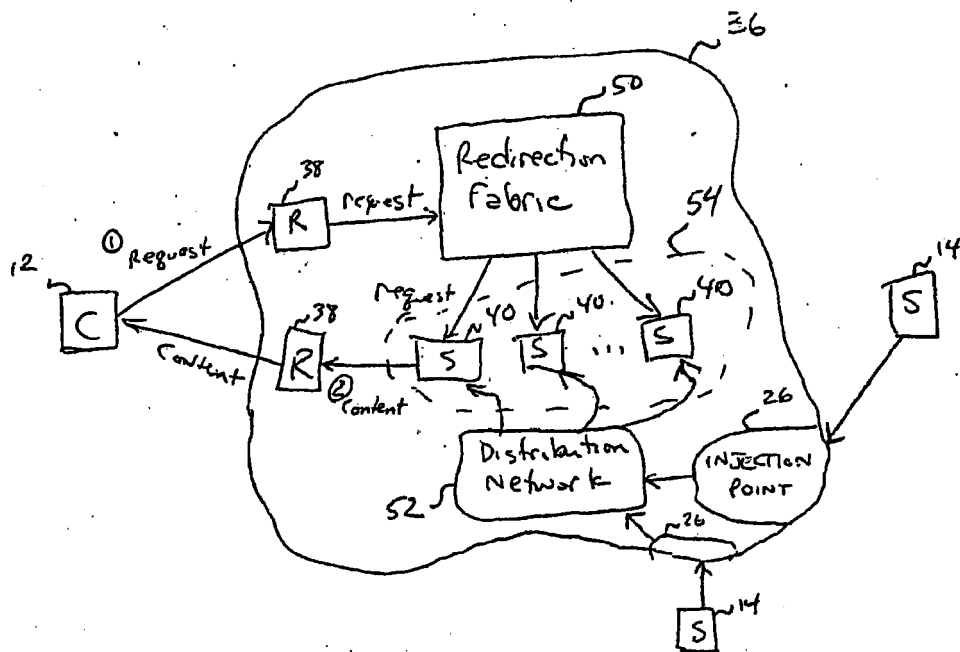 36
50
Redirection
Fabric
38
R
request
54
① Request
12
C
14
S
request
40
S
40
S
...
40
S
38
R
Content
② Content
26
INJECTION
POINT
Distribution
Network
52
26
14
S